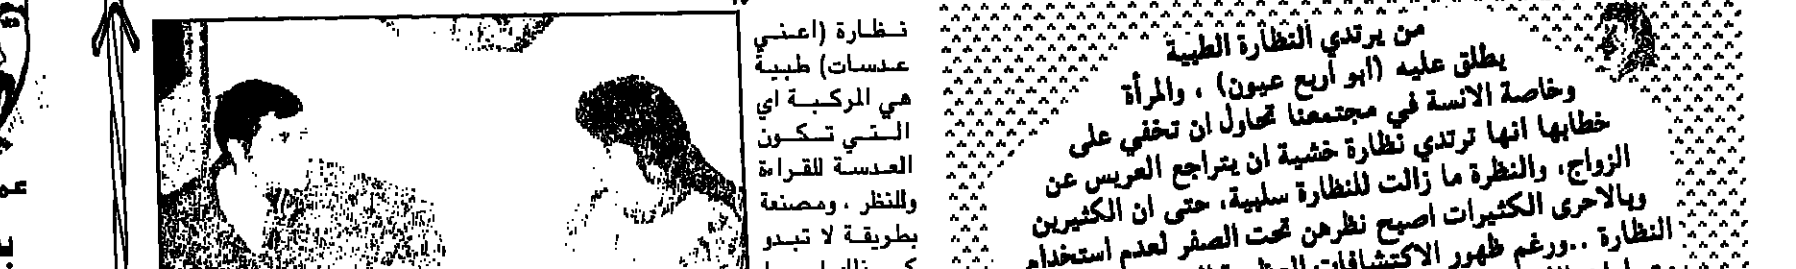 من يرتدي النظارة الطبية
يطلق عليه (ابو اربع عيون) ، والمرأة
وخاصة الانسة في مجتمعنا تحاول ان تخفي على
خطابها انها ترتدي نظارة خشية ان يتراجع العريس عن
الزواج، والنظرة ما زالت للنظارة سلبية، حتى ان الكثيرين
وبالاحرى الكثيرات اصبح نظرهن تحت الصفر لعدم استخدام
النظارة ..ورغم ظهور الاكتشافات
نظارة (اعني
عدسات) طبية
هي المركبة اي
التي تكون
العدسة للقراءة
وللنظر ، ومصنعة
بطريقة لا تبدو